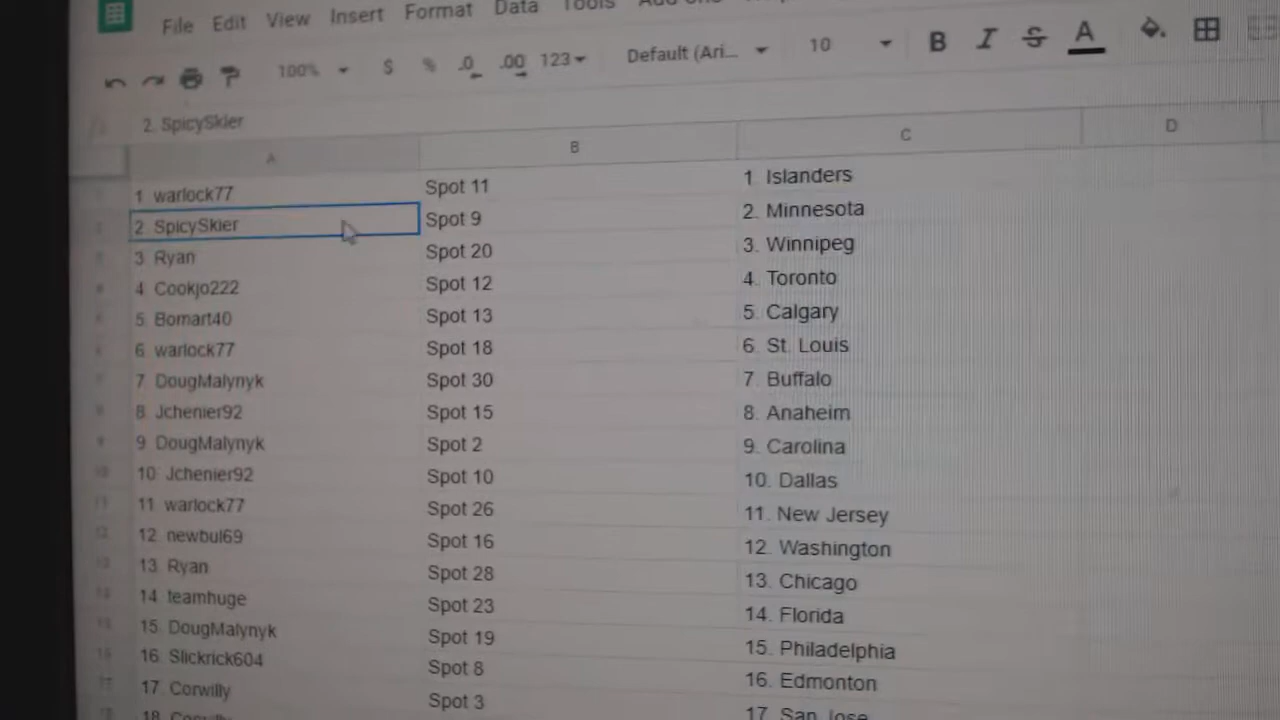 File Edit View Insert Format Data Tools
100% $ % .0 .00 123 Default (Ari... 10 B I S A
2. SpicySkier
A B C D
1 warlock77 Spot 11 1. Islanders
2 SpicySkier Spot 9 2. Minnesota
3 Ryan Spot 20 3. Winnipeg
4 Cookjo222 Spot 12 4. Toronto
5. Bomart40 Spot 13 5. Calgary
6 warlock77 Spot 18 6. St. Louis
7. DougMalynyk Spot 30 7. Buffalo
8. Jchenier92 Spot 15 8. Anaheim
9. DougMalynyk Spot 2 9. Carolina
10. Jchenier92 Spot 10 10. Dallas
11. warlock77 Spot 26 11. New Jersey
12. newbul69 Spot 16 12. Washington
13. Ryan Spot 28 13. Chicago
14. teamhuge Spot 23 14. Florida
15. DougMalynyk Spot 19 15. Philadelphia
16. Slickrick604 Spot 8 16. Edmonton
17. Corwilly Spot 3 17. San Jose
18.